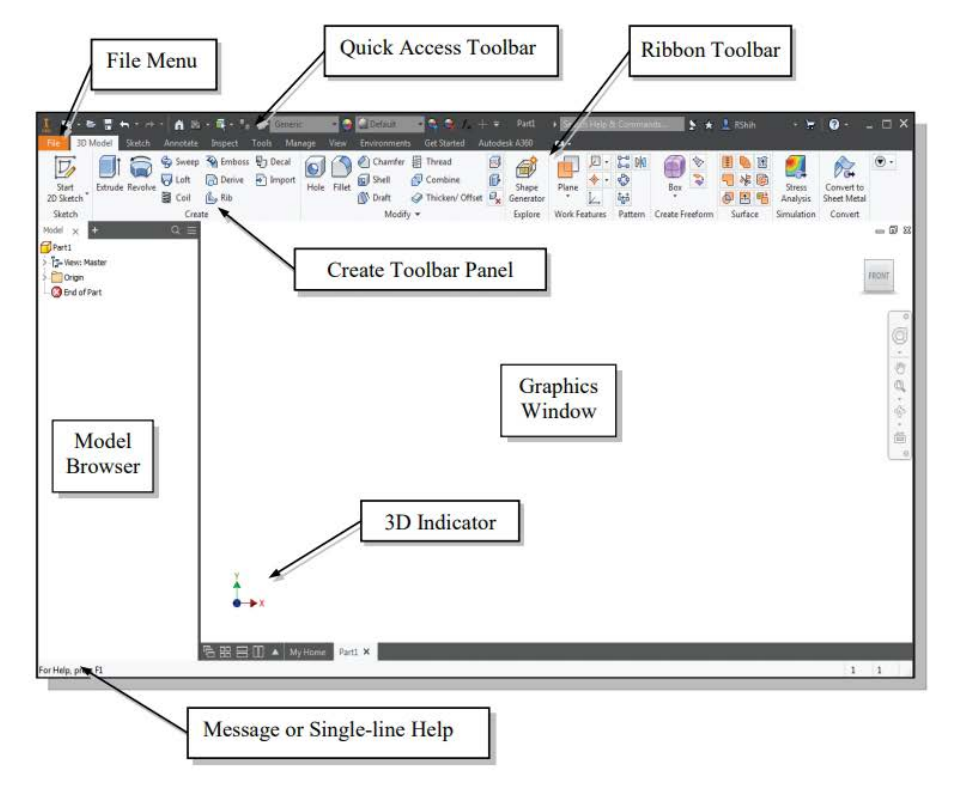 File Menu
Quick Access Toolbar
Ribbon Toolbar
Generic
Default
Part1
Search Help & Commands...
RShih
File
3D Model
Sketch
Annotate
Inspect
Tools
Manage
View
Environments
Get Started
Autodesk A360
Start
2D Sketch
Sketch
Extrude
Revolve
Sweep
Emboss
Decal
Loft
Derive
Import
Coil
Rib
Create
Hole
Fillet
Chamfer
Thread
Shell
Combine
Draft
Thicken/ Offset
Modify
Shape
Generator
Explore
Plane
Work Features
Pattern
Box
Create Freeform
Surface
Stress
Analysis
Simulation
Convert to
Sheet Metal
Convert
Model
Part1
View: Master
Origin
End of Part
Create Toolbar Panel
FRONT
Graphics
Window
Model
Browser
3D Indicator
Y
X
My Home
Part1
For Help, press F1
1 1
Message or Single-line Help